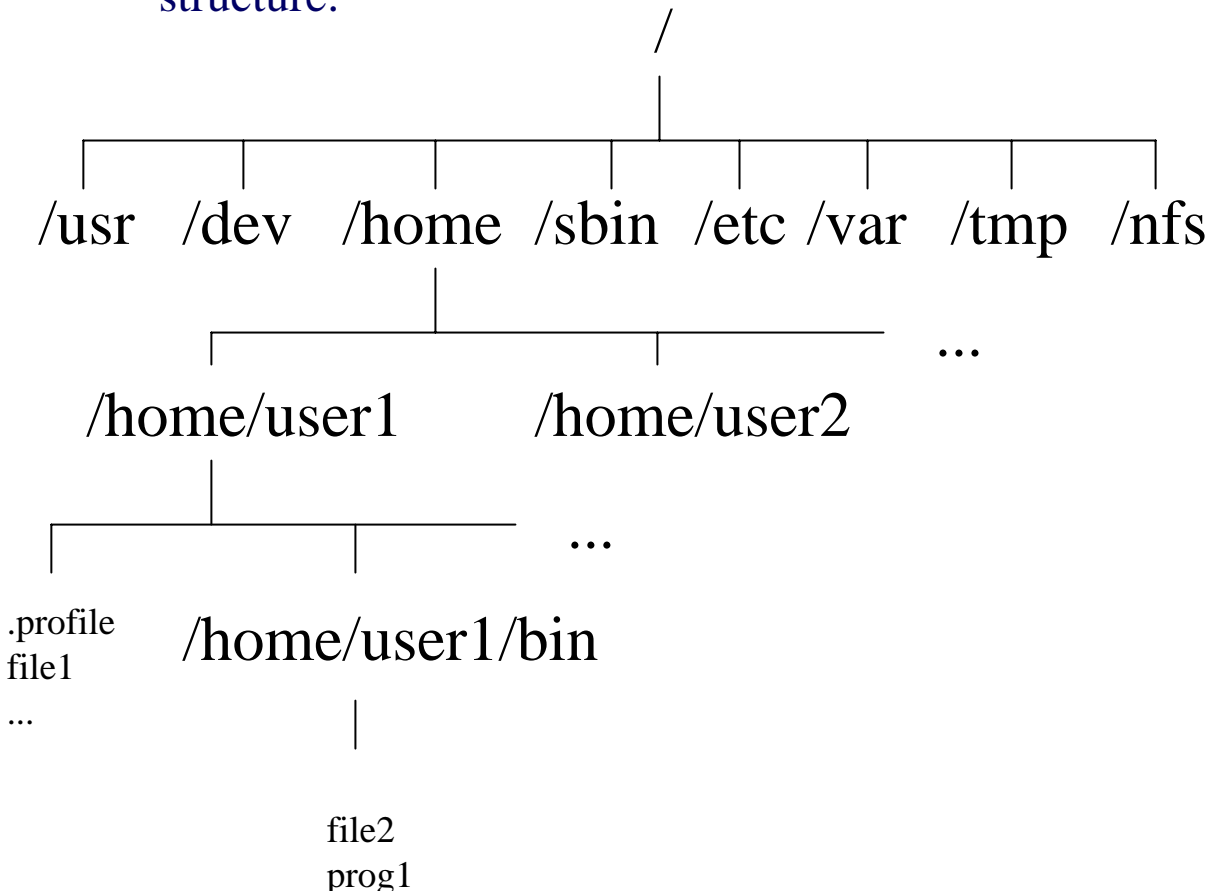 structure:
/
/usr /dev /home /sbin /etc /var /tmp /nfs
...
/home/user1 /home/user2
...
.profile
/home/user1/bin
file1
...
file2
prog1